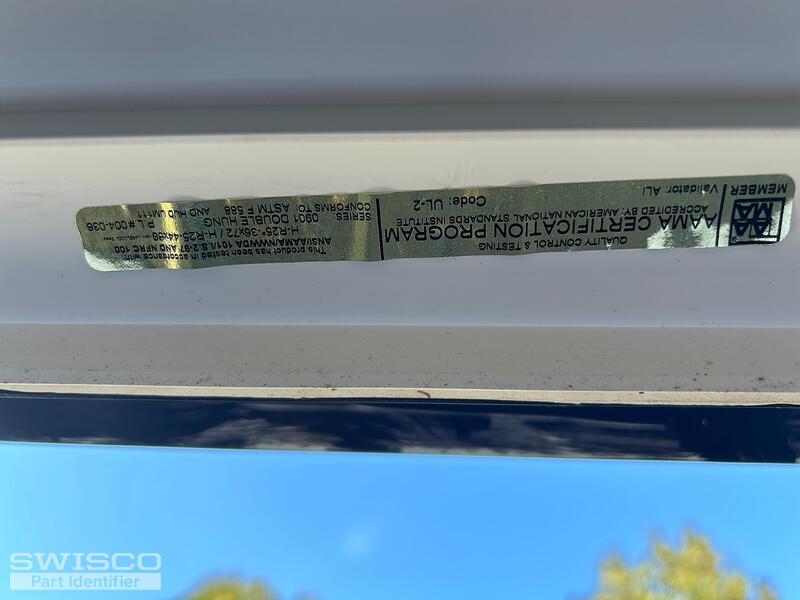 AAMA
MEMBER
Validator: ALI
QUALITY CONTROL & TESTING
AAMA CERTIFICATION PROGRAM
ACCREDITED BY: AMERICAN NATIONAL STANDARDS INSTITUTE
Code: UL-2
This product has been tested in accordance with
ANSI/AAMA/NWWDA 101/I.S.2-97 AND NFRC 100
H-R25-36x72 / H-R25-44x90
SERIES: 0901 DOUBLE HUNG
CONFORMS TO: ASTM F 588
AND HUD UM111
P.L.# 004-036
SWISCO
Part Identifier